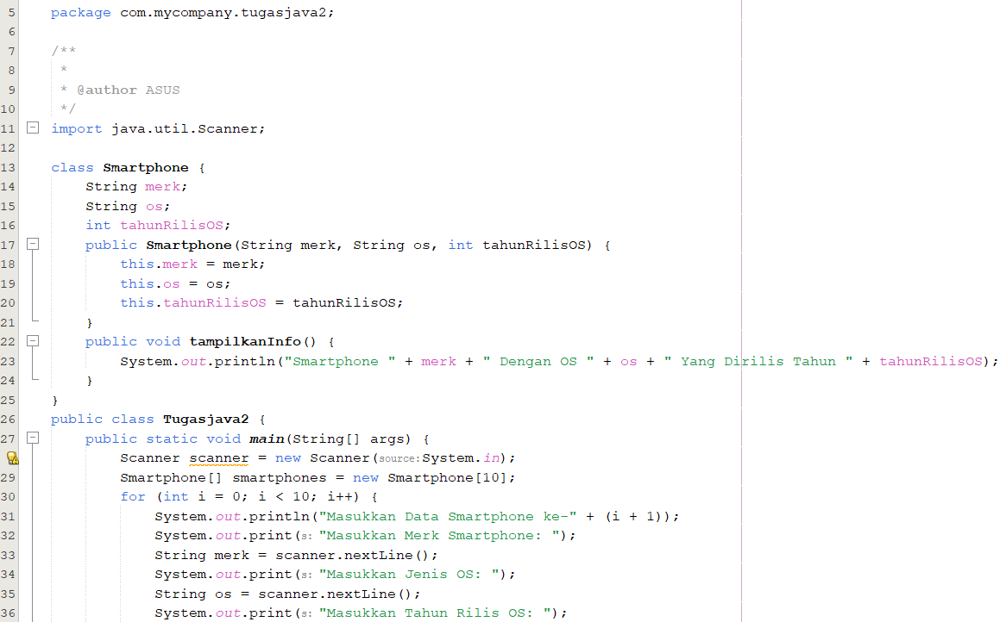 5 package com.mycompany.tugasjava2;
6
7 /**
8 *
9 * @author ASUS
10 */
11 import java.util.Scanner;
12
13 class Smartphone {
14 String merk;
15 String os;
16 int tahunRilisOS;
17 public Smartphone(String merk, String os, int tahunRilisOS) {
18 this.merk = merk;
19 this.os = os;
20 this.tahunRilisOS = tahunRilisOS;
21 }
22 public void tampilkanInfo() {
23 System.out.println("Smartphone " + merk + " Dengan OS " + os + " Yang Dirilis Tahun " + tahunRilisOS);
24 }
25 }
26 public class Tugasjava2 {
27 public static void main(String[] args) {
Scanner scanner = new Scanner(source:System.in);
29 Smartphone[] smartphones = new Smartphone[10];
30 for (int i = 0; i < 10; i++) {
31 System.out.println("Masukkan Data Smartphone ke-" + (i + 1));
32 System.out.print(s: "Masukkan Merk Smartphone: ");
33 String merk = scanner.nextLine();
34 System.out.print(s: "Masukkan Jenis OS: ");
35 String os = scanner.nextLine();
36 System.out.print(s: "Masukkan Tahun Rilis OS: ");